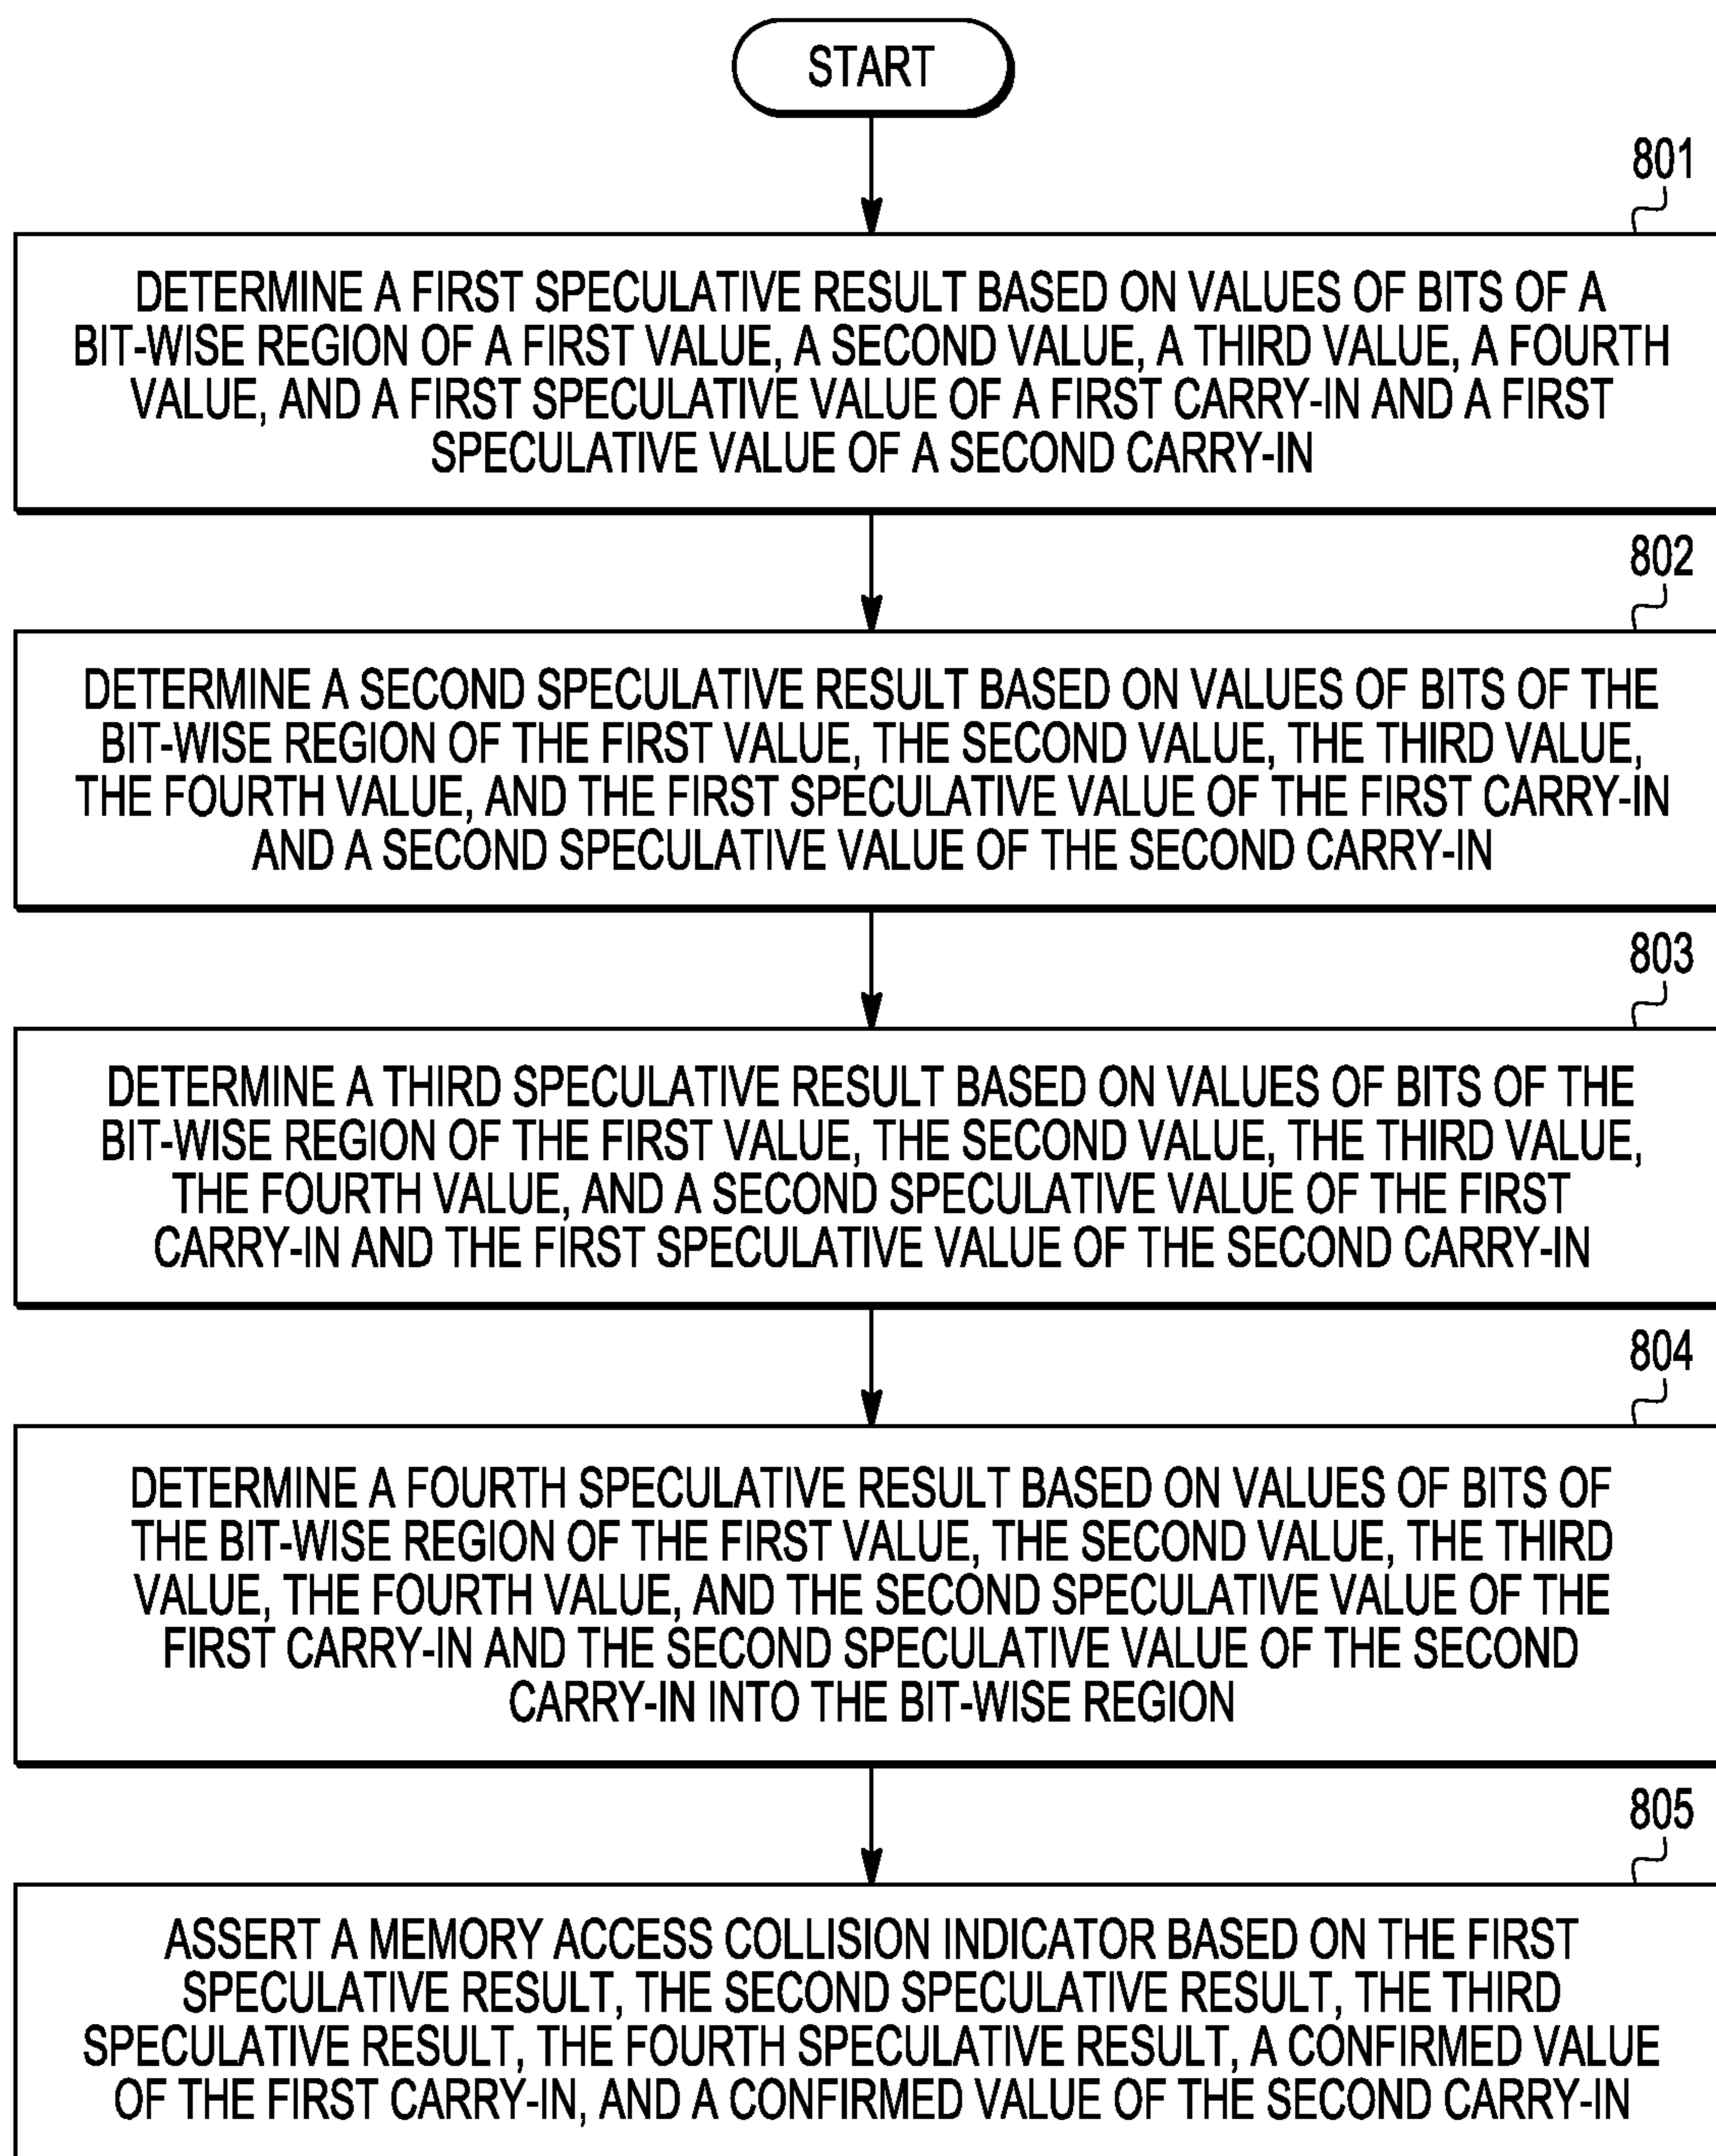 START
801
DETERMINE A FIRST SPECULATIVE RESULT BASED ON VALUES OF BITS OF A
BIT-WISE REGION OF A FIRST VALUE, A SECOND VALUE, A THIRD VALUE, A FOURTH
VALUE, AND A FIRST SPECULATIVE VALUE OF A FIRST CARRY-IN AND A FIRST
SPECULATIVE VALUE OF A SECOND CARRY-IN
802
DETERMINE A SECOND SPECULATIVE RESULT BASED ON VALUES OF BITS OF THE
BIT-WISE REGION OF THE FIRST VALUE, THE SECOND VALUE, THE THIRD VALUE,
THE FOURTH VALUE, AND THE FIRST SPECULATIVE VALUE OF THE FIRST CARRY-IN
AND A SECOND SPECULATIVE VALUE OF THE SECOND CARRY-IN
803
DETERMINE A THIRD SPECULATIVE RESULT BASED ON VALUES OF BITS OF THE
BIT-WISE REGION OF THE FIRST VALUE, THE SECOND VALUE, THE THIRD VALUE,
THE FOURTH VALUE, AND A SECOND SPECULATIVE VALUE OF THE FIRST
CARRY-IN AND THE FIRST SPECULATIVE VALUE OF THE SECOND CARRY-IN
804
DETERMINE A FOURTH SPECULATIVE RESULT BASED ON VALUES OF BITS OF
THE BIT-WISE REGION OF THE FIRST VALUE, THE SECOND VALUE, THE THIRD
VALUE, THE FOURTH VALUE, AND THE SECOND SPECULATIVE VALUE OF THE
FIRST CARRY-IN AND THE SECOND SPECULATIVE VALUE OF THE SECOND
CARRY-IN INTO THE BIT-WISE REGION
805
ASSERT A MEMORY ACCESS COLLISION INDICATOR BASED ON THE FIRST
SPECULATIVE RESULT, THE SECOND SPECULATIVE RESULT, THE THIRD
SPECULATIVE RESULT, THE FOURTH SPECULATIVE RESULT, A CONFIRMED VALUE
OF THE FIRST CARRY-IN, AND A CONFIRMED VALUE OF THE SECOND CARRY-IN